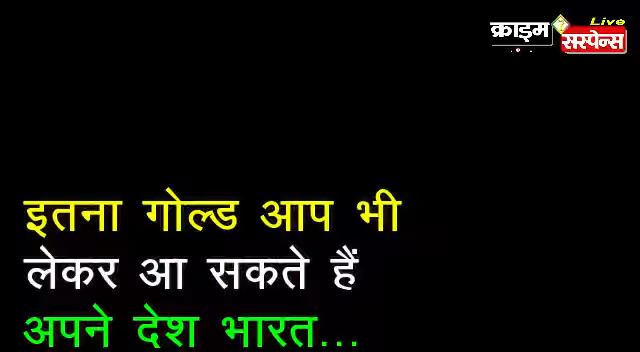 Live
क्राइम
सस्पेन्स
इतना गोल्ड आप भी
लेकर आ सकते हैं
अपने देश भारत...